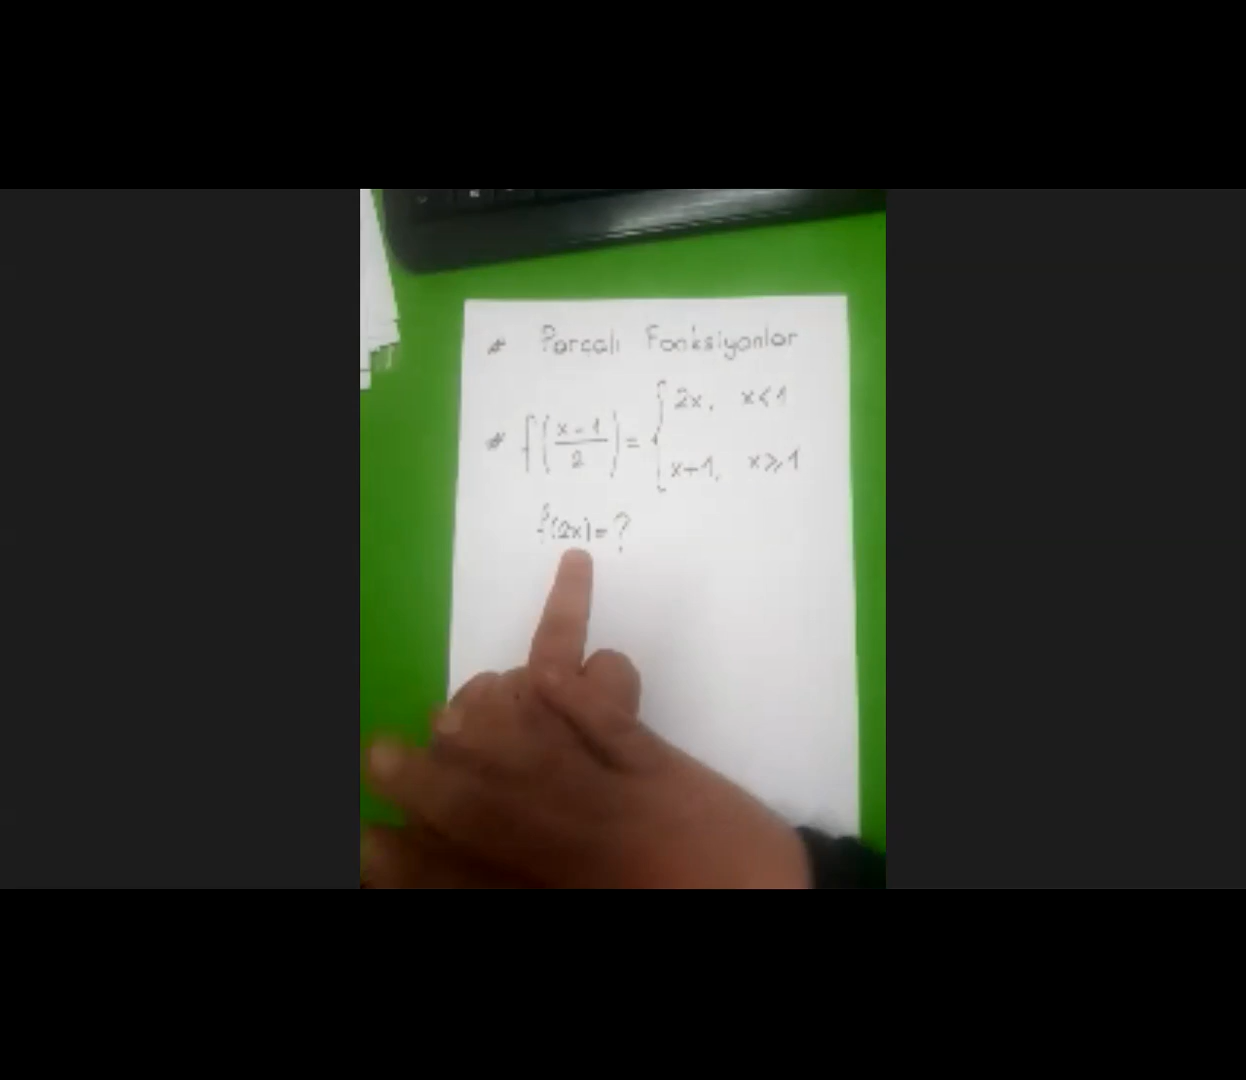 * Parçalı Fonksiyonlar
* f((x-1)/2) = { 2x, x<1
x+1, x≥1
f(2x)=?